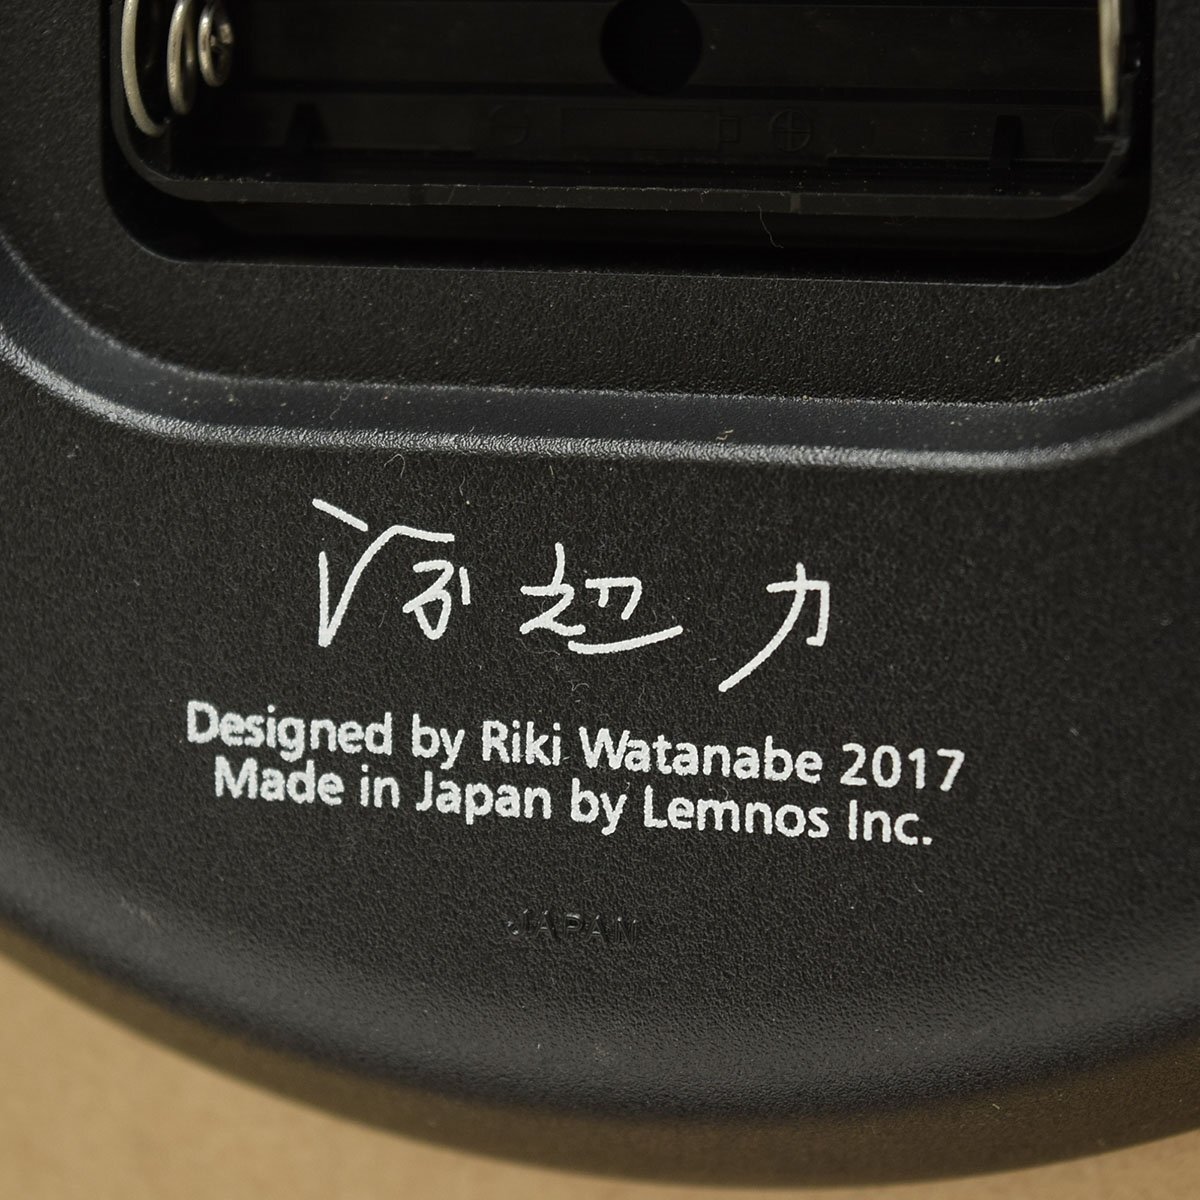 渡辺 力
Designed by Riki Watanabe 2017
Made in Japan by Lemnos Inc.
JAPAN